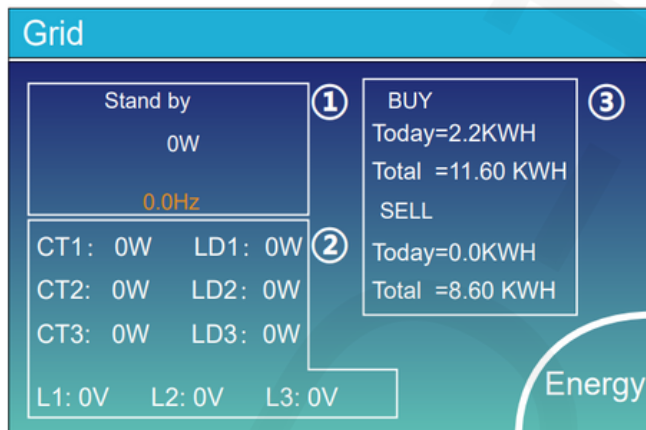 Grid
Stand by
①
0W
0.0Hz
CT1: 0W LD1: 0W
②
CT2: 0W LD2: 0W
CT3: 0W LD3: 0W
L1: 0V L2: 0V L3: 0V
BUY
③
Today=2.2KWH
Total =11.60 KWH
SELL
Today=0.0KWH
Total =8.60 KWH
Energy